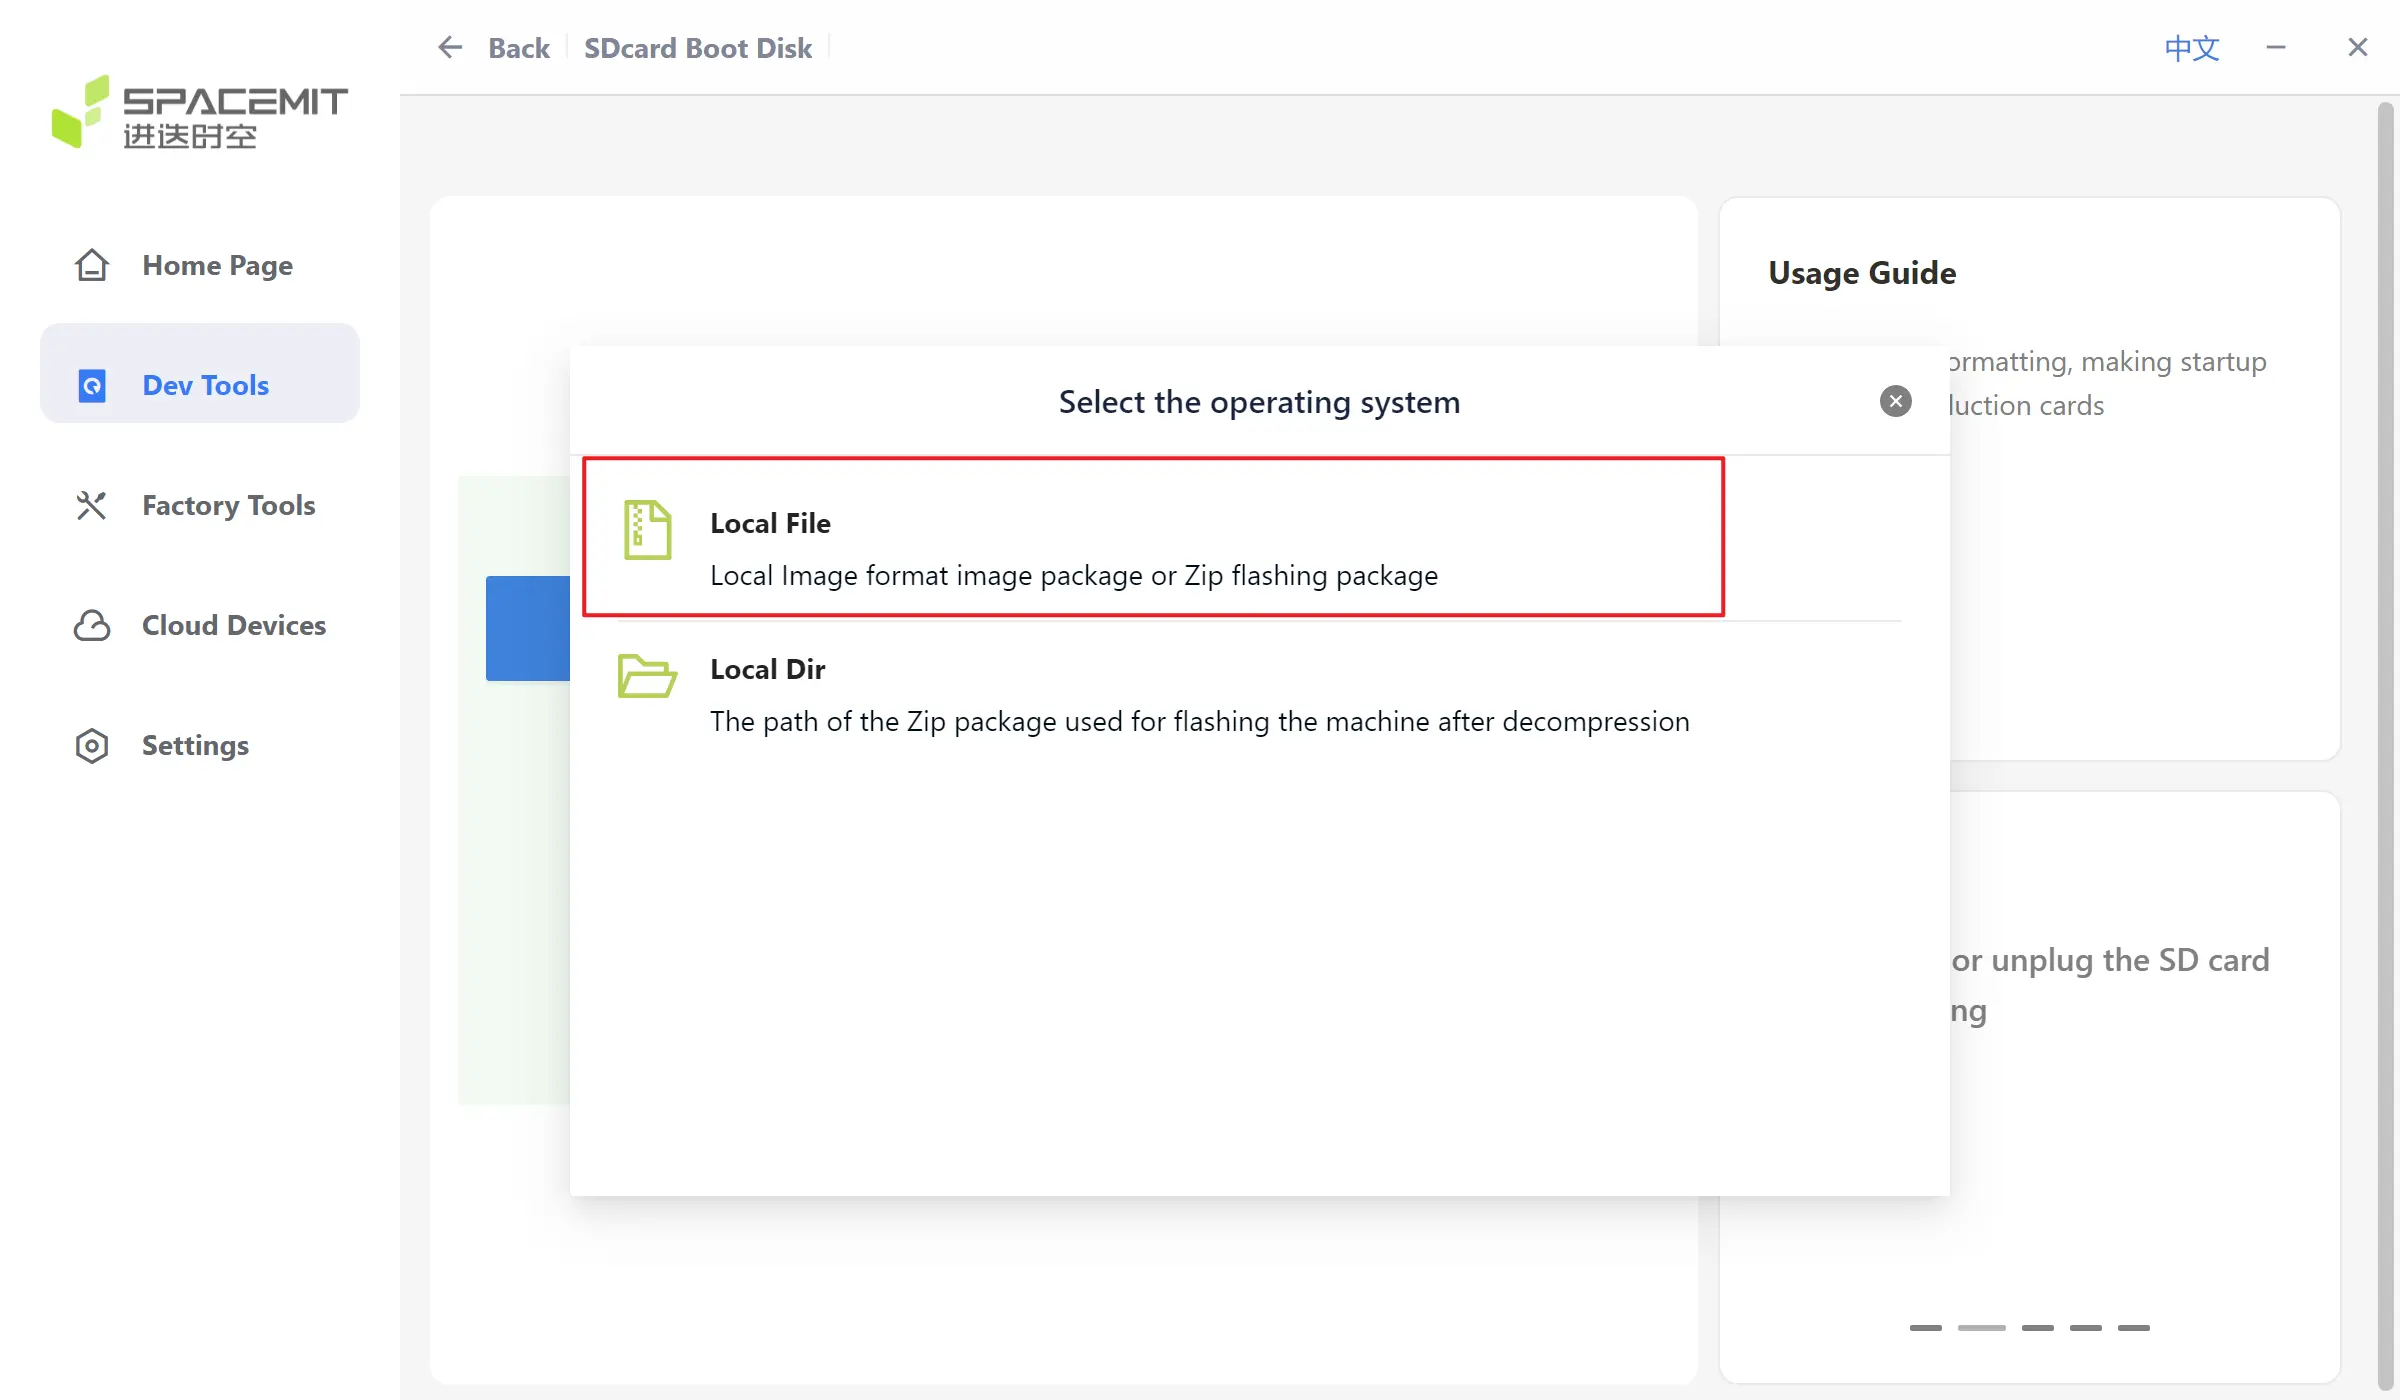 SPACEMIT
进迭时空
Home Page
Dev Tools
Factory Tools
Cloud Devices
Settings
Back
SDcard Boot Disk
中文
Usage Guide
ormatting, making startup
luction cards
Select the operating system
Local File
Local Image format image package or Zip flashing package
Local Dir
The path of the Zip package used for flashing the machine after decompression
or unplug the SD card
ng